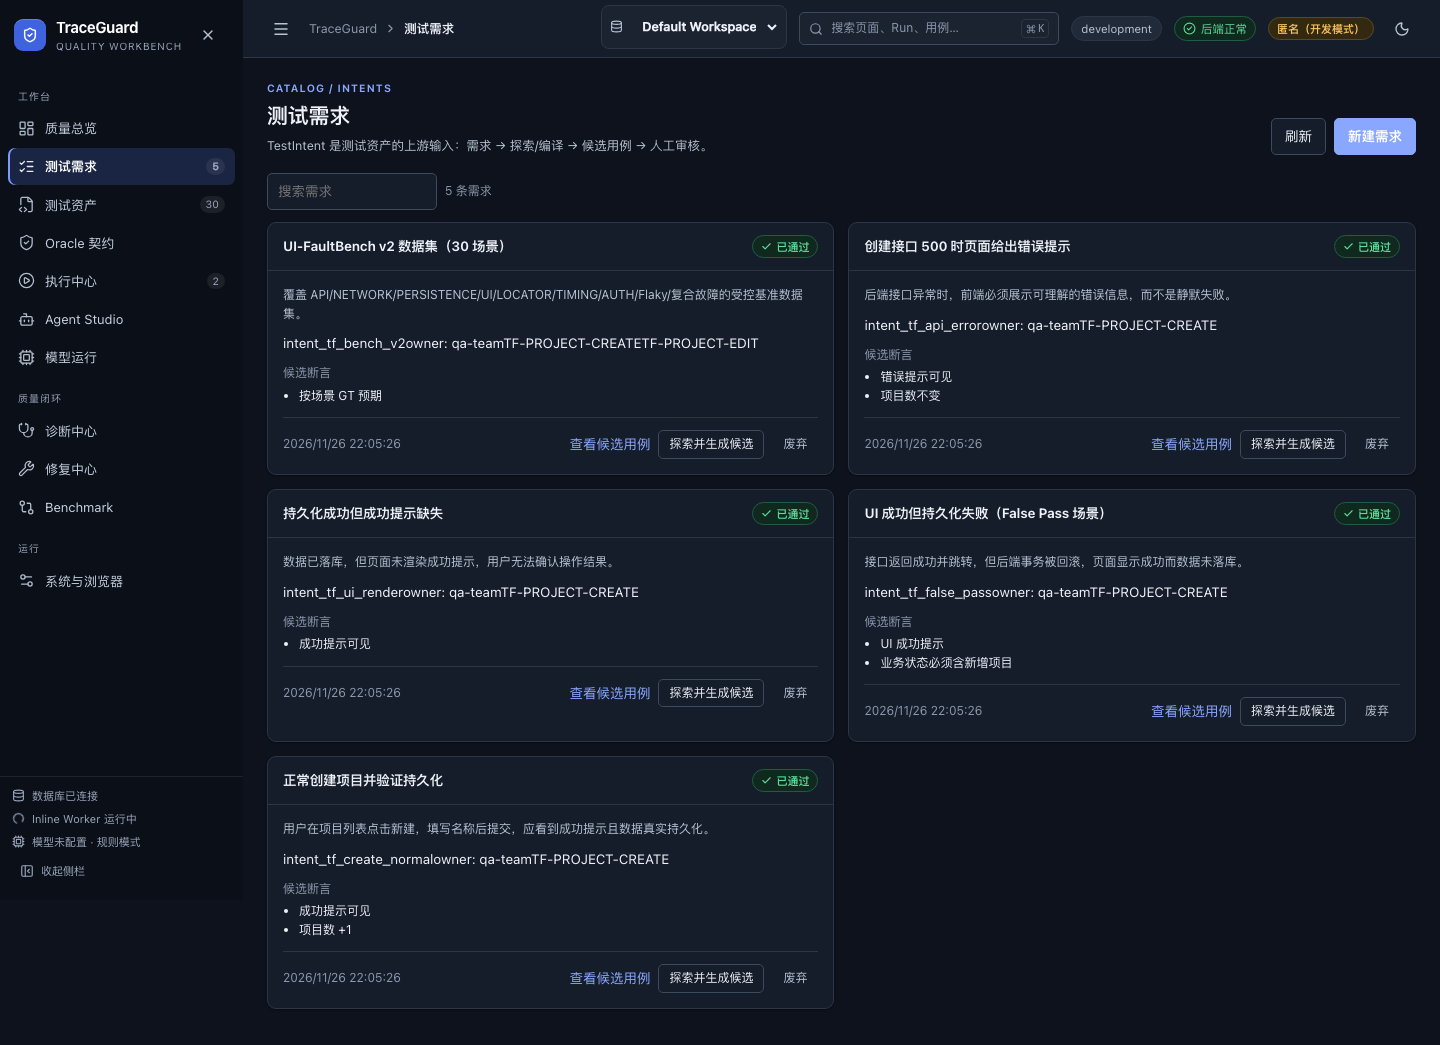 TraceGuard
QUALITY WORKBENCH
工作台
质量总览
测试需求 5
测试资产 30
Oracle 契约
执行中心 2
Agent Studio
模型运行
质量闭环
诊断中心
修复中心
Benchmark
运行
系统与浏览器
数据库已连接
Inline Worker 运行中
模型未配置 · 规则模式
收起侧栏
TraceGuard > 测试需求
Default Workspace
搜索页面、Run、用例... ⌘ K
development
后端正常
匿名（开发模式）
CATALOG / INTENTS
测试需求
TestIntent 是测试资产的上游输入：需求 → 探索/编译 → 候选用例 → 人工审核。
刷新
新建需求
搜索需求
5 条需求
UI-FaultBench v2 数据集（30 场景）
已通过
覆盖 API/NETWORK/PERSISTENCE/UI/LOCATOR/TIMING/AUTH/Flaky/复合故障的受控基准数据
集。
intent_tf_bench_v2owner: qa-teamTF-PROJECT-CREATETF-PROJECT-EDIT
候选断言
• 按场景 GT 预期
2026/11/26 22:05:26
查看候选用例
探索并生成候选
废弃
创建接口 500 时页面给出错误提示
已通过
后端接口异常时，前端必须展示可理解的错误信息，而不是静默失败。
intent_tf_api_errorowner: qa-teamTF-PROJECT-CREATE
候选断言
• 错误提示可见
• 项目数不变
2026/11/26 22:05:26
查看候选用例
探索并生成候选
废弃
持久化成功但成功提示缺失
已通过
数据已落库，但页面未渲染成功提示，用户无法确认操作结果。
intent_tf_ui_renderowner: qa-teamTF-PROJECT-CREATE
候选断言
• 成功提示可见
2026/11/26 22:05:26
查看候选用例
探索并生成候选
废弃
UI 成功但持久化失败（False Pass 场景）
已通过
接口返回成功并跳转，但后端事务被回滚，页面显示成功而数据未落库。
intent_tf_false_passowner: qa-teamTF-PROJECT-CREATE
候选断言
• UI 成功提示
• 业务状态必须含新增项目
2026/11/26 22:05:26
查看候选用例
探索并生成候选
废弃
正常创建项目并验证持久化
已通过
用户在项目列表点击新建，填写名称后提交，应看到成功提示且数据真实持久化。
intent_tf_create_normalowner: qa-teamTF-PROJECT-CREATE
候选断言
• 成功提示可见
• 项目数 +1
2026/11/26 22:05:26
查看候选用例
探索并生成候选
废弃